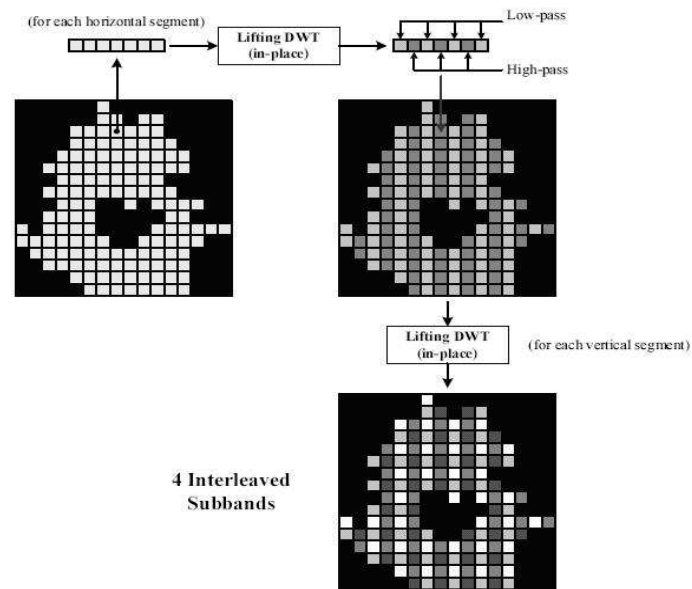 (for each horizontal segment)
Lifting DWT
(in-place)
Low-pass
High-pass
Lifting DWT
(in-place)
(for each vertical segment)
4 Interleaved
Subbands